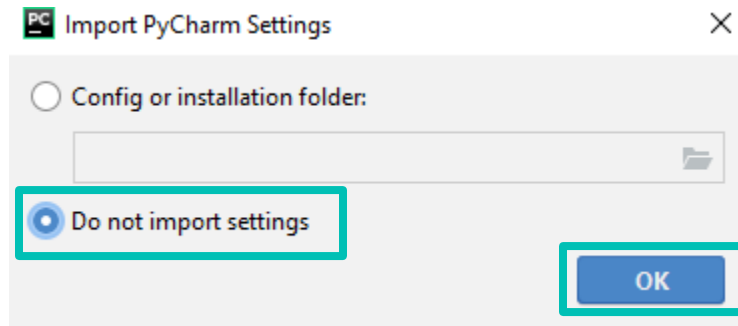 PC Import PyCharm Settings
Config or installation folder:
Do not import settings
OK